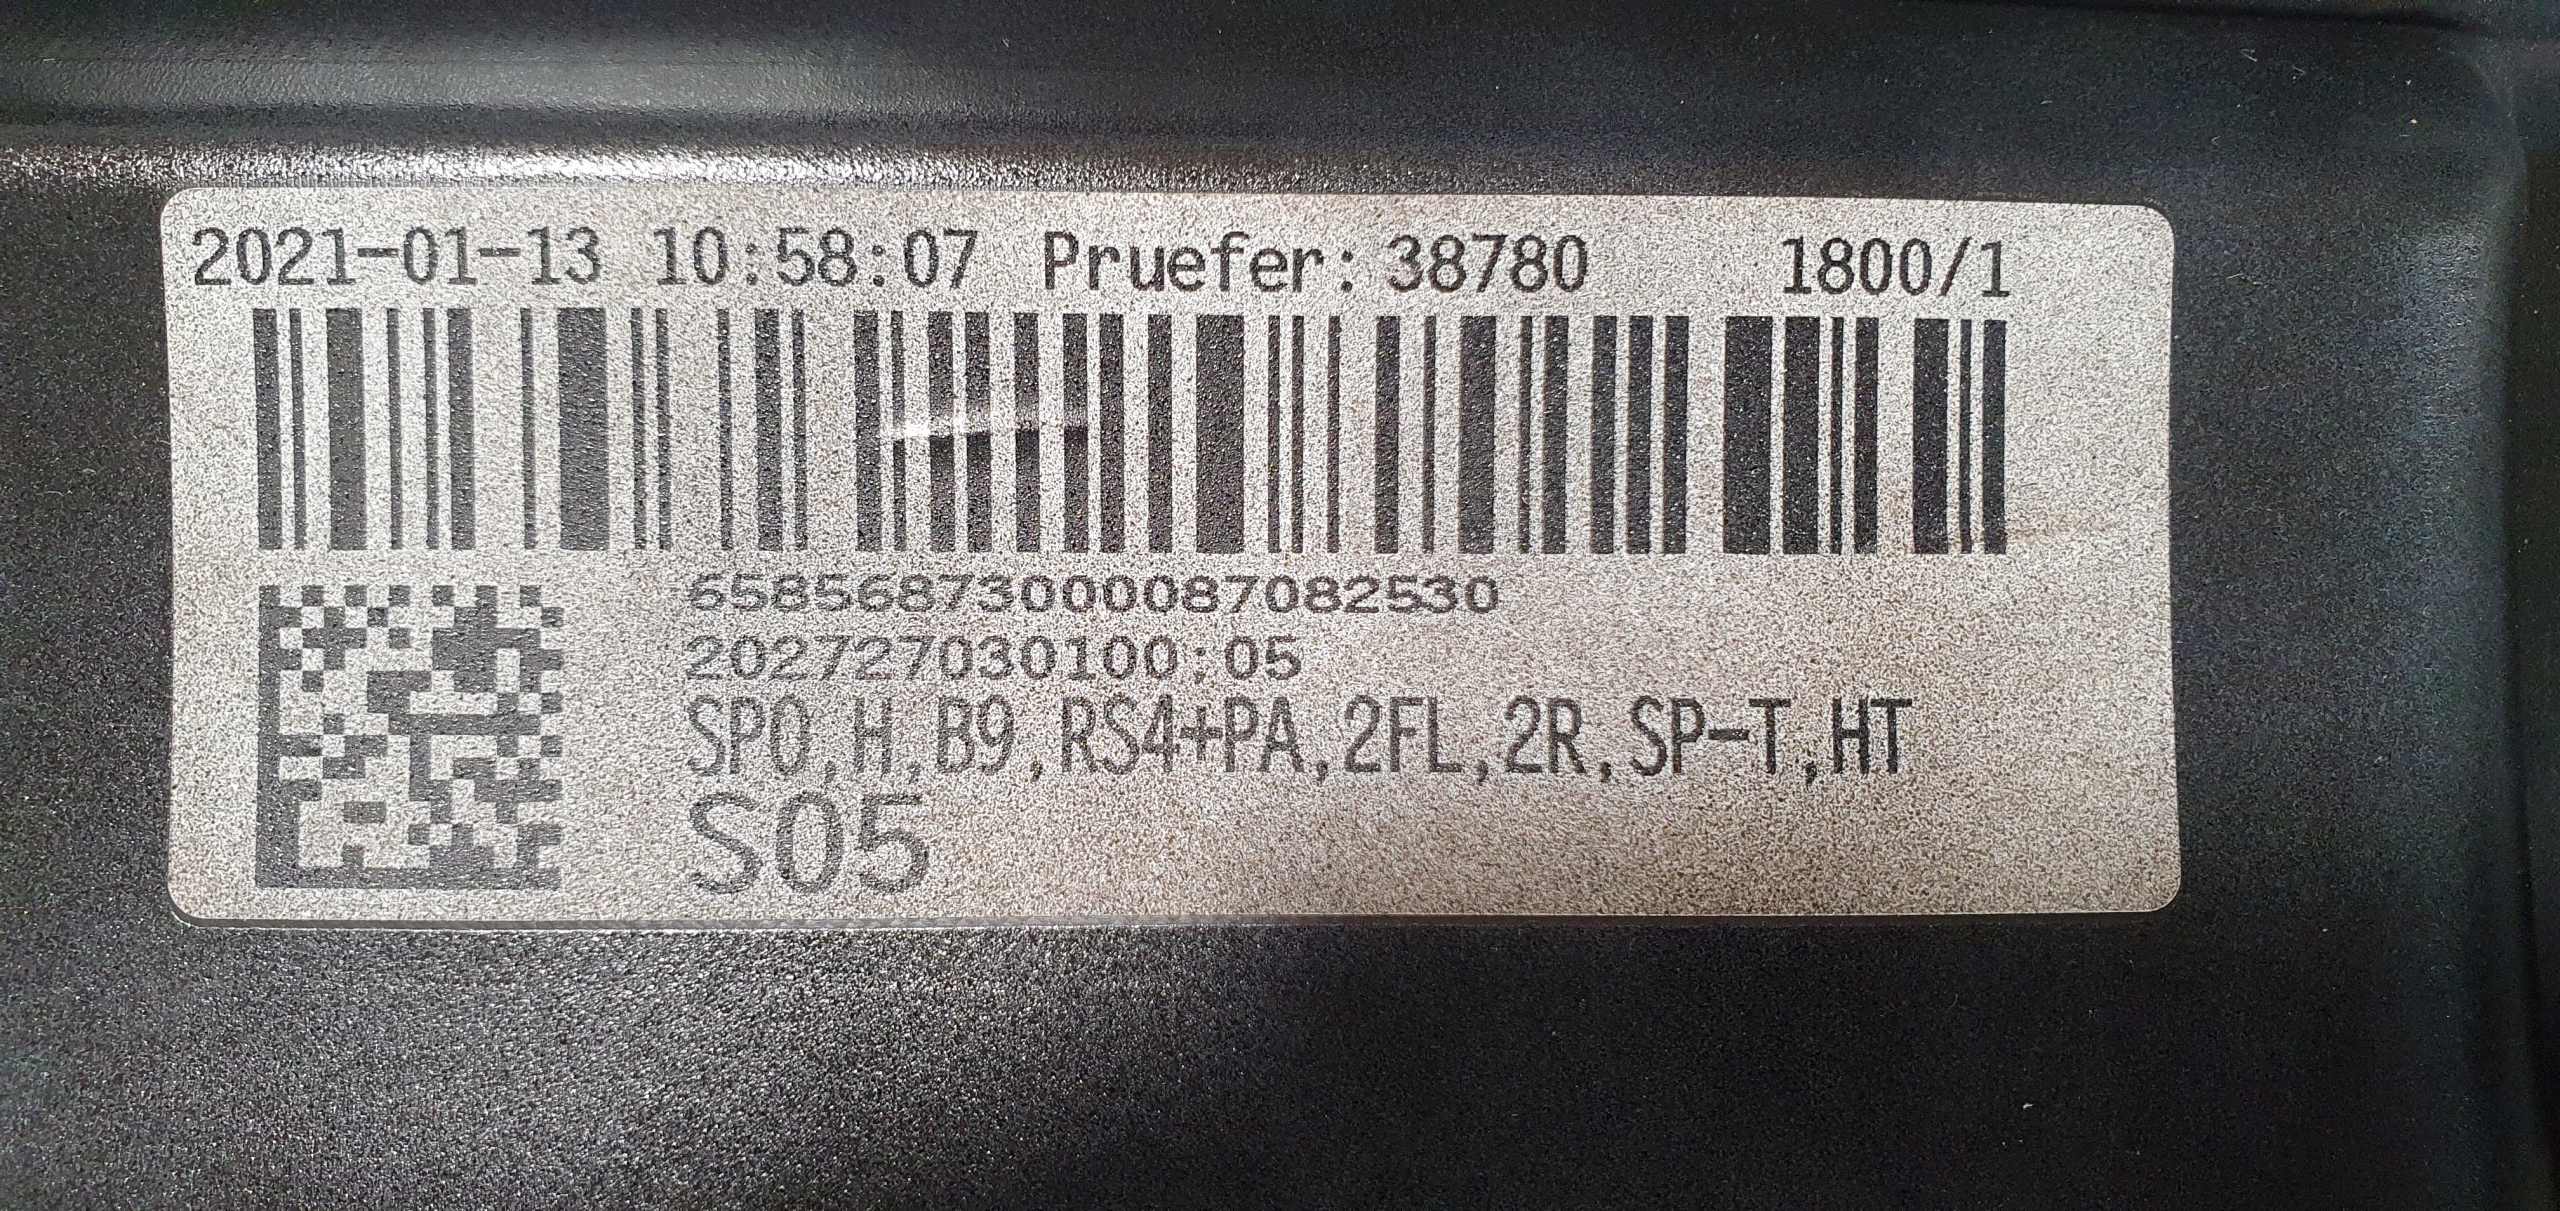 2021-01-13 10:58:07 Pruefer: 38780 1800/1
65856873000087082530
202727030100;05
SP0,H,B9,RS4+PA,2FL,2R,SP-T,HT
S05